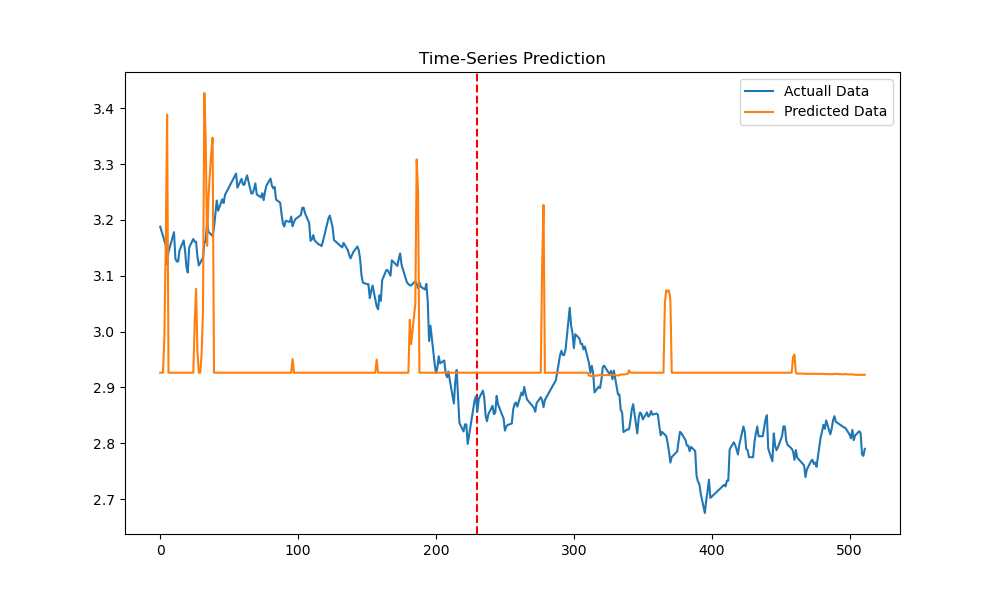 Time-Series Prediction
Actuall Data
Predicted Data
3.4
3.3
3.2
3.1
3.0
2.9
2.8
2.7
0 100 200 300 400 500